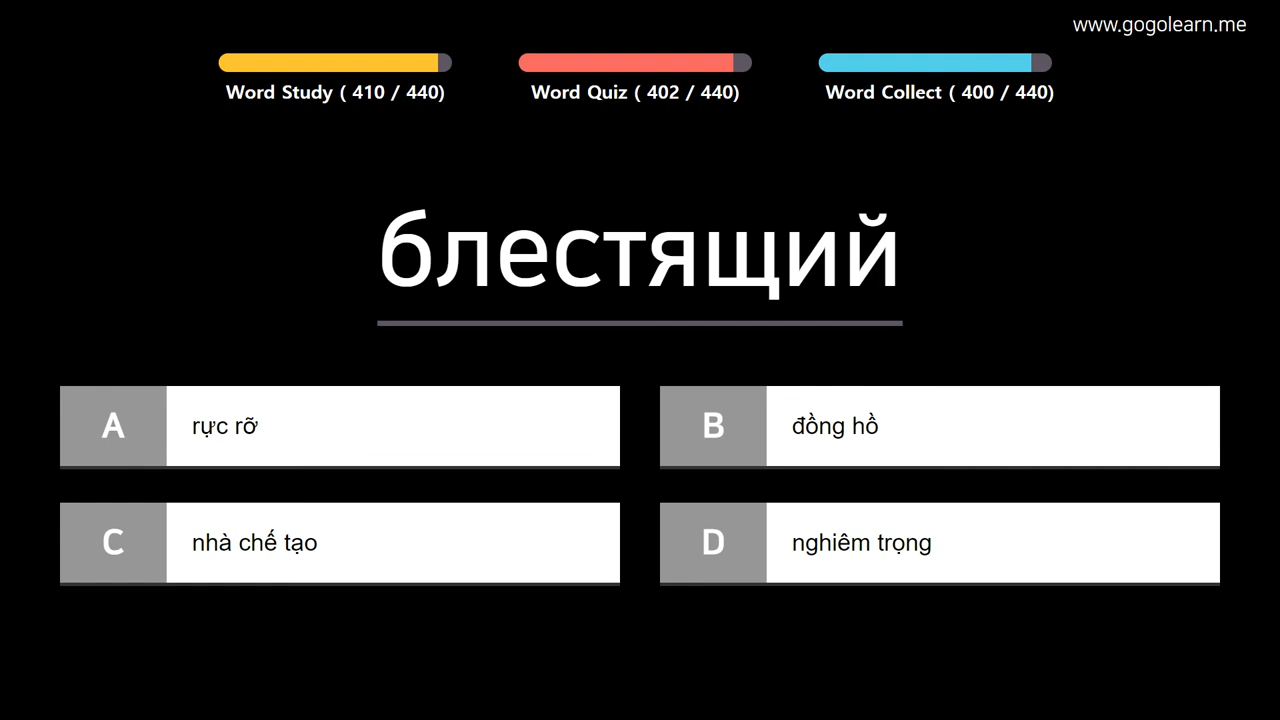 www.gogolearn.me
Word Study ( 410 / 440)
Word Quiz ( 402 / 440)
Word Collect ( 400 / 440)
блестящий
A
rực rỡ
B
đồng hồ
C
nhà chế tạo
D
nghiêm trọng